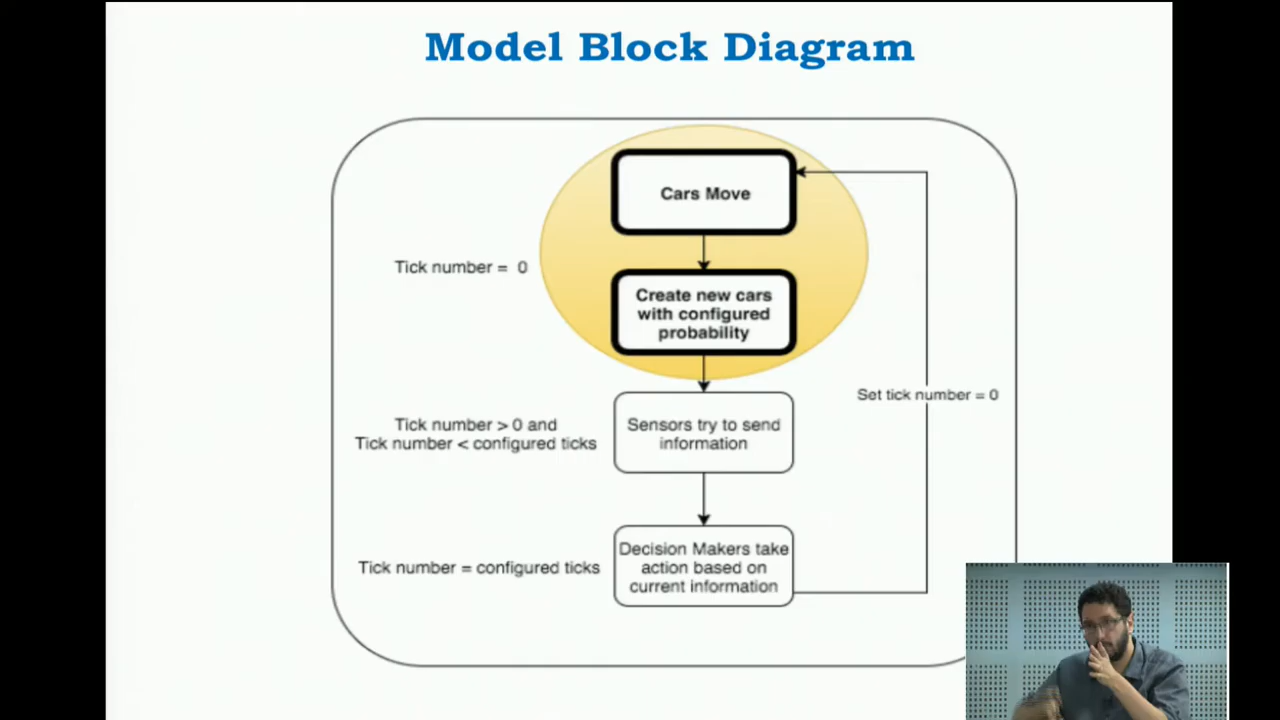 Model Block Diagram
Cars Move
Tick number = 0
Create new cars
with configured
probability
Set tick number = 0
Tick number > 0 and
Tick number < configured ticks
Sensors try to send
information
Tick number = configured ticks
Decision Makers take
action based on
current information